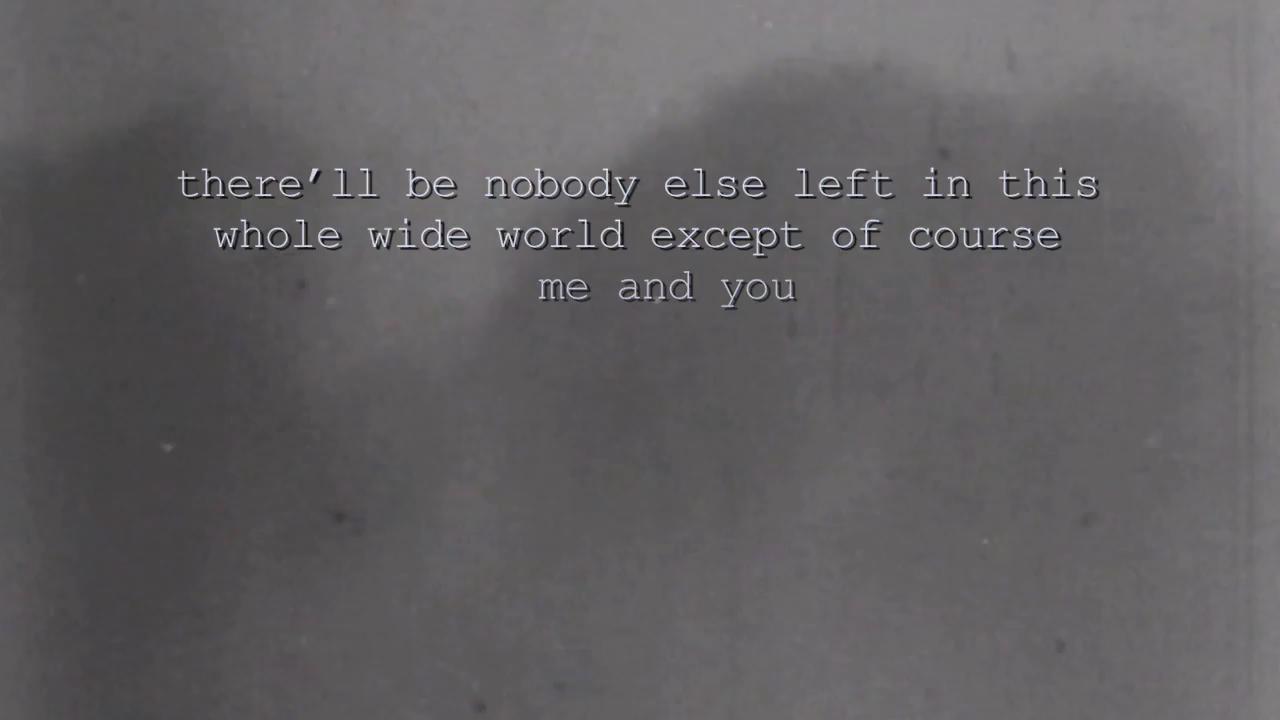 there’ll be nobody else left in this
whole wide world except of course
me and you